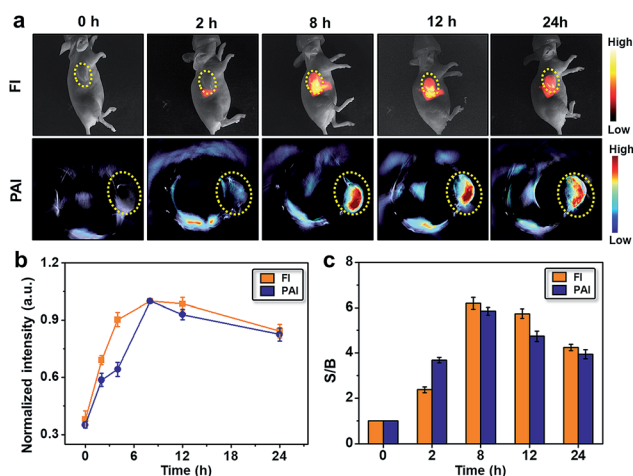 a 0 h 2 h 8 h 12 h 24h
FI
High
Low
PAI
High
Low
b
FI
PAI
Normalized intensity (a.u.)
0.9
0.6
0.3
0 6 12 18 24
Time (h)
c
FI
PAI
S/B
8
6
4
2
0
0 2 8 12 24
Time (h)